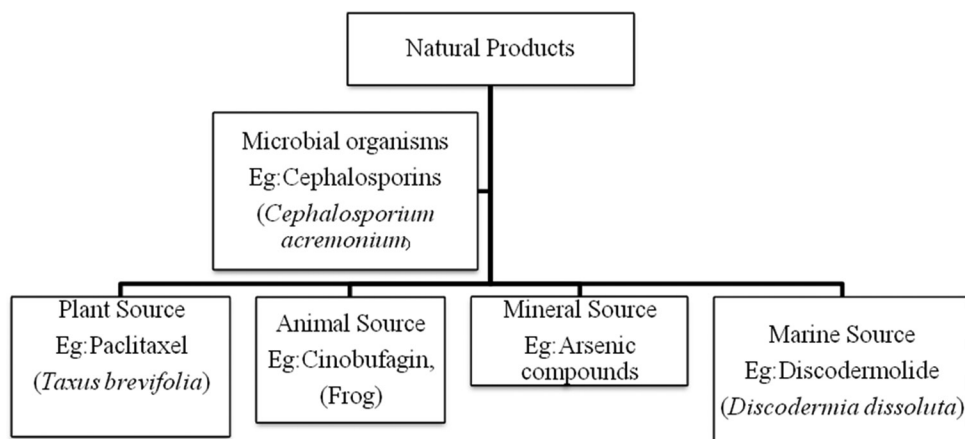 Natural Products
Microbial organisms
Eg:Cephalosporins
(Cephalosporium
acremonium)
Plant Source
Eg:Paclitaxel
(Taxus brevifolia)
Animal Source
Eg:Cinobufagin,
(Frog)
Mineral Source
Eg:Arsenic
compounds
Marine Source
Eg:Discodermolide
(Discodermia dissoluta)